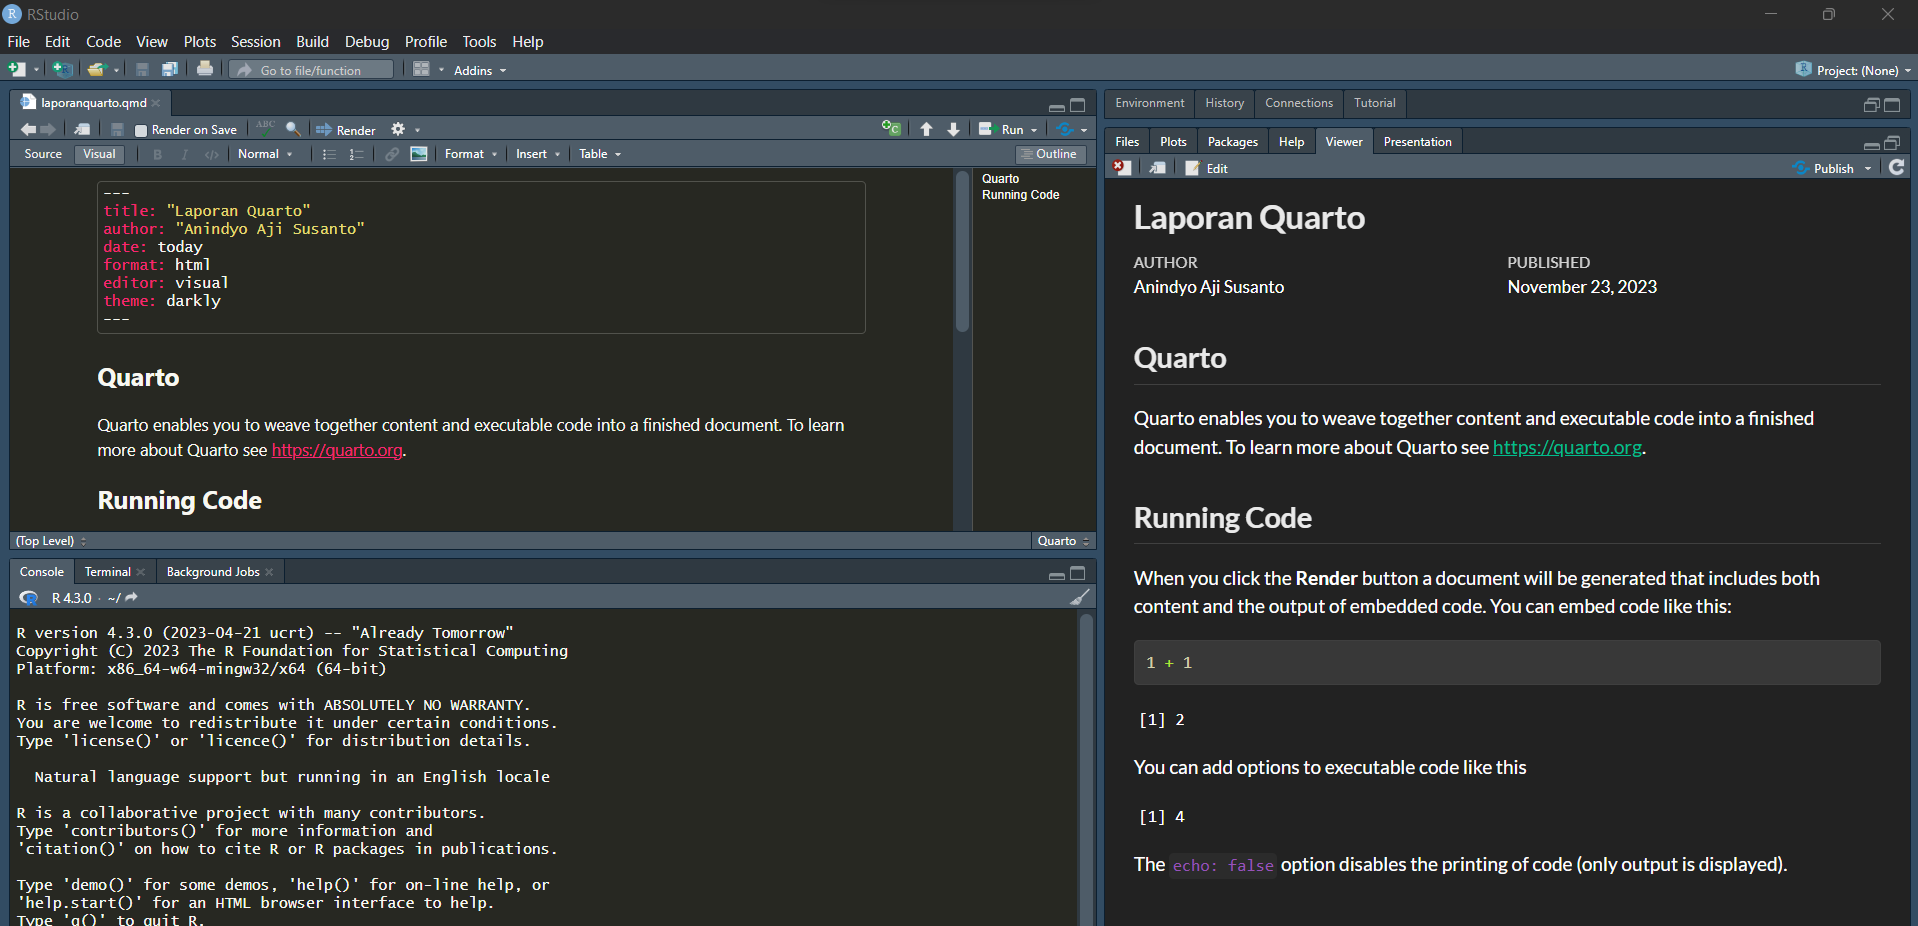 RStudio
File Edit Code View Plots Session Build Debug Profile Tools Help
Go to file/function Addins Project: (None)
laporanquarto.qmd
Render on Save ABC Render Run
Source Visual B I </> Normal Format Insert Table Outline
---
title: "Laporan Quarto"
author: "Anindyo Aji Susanto"
date: today
format: html
editor: visual
theme: darkly
---
Quarto
Quarto enables you to weave together content and executable code into a finished document. To learn
more about Quarto see https://quarto.org.
Running Code
Quarto
Running Code
(Top Level) Quarto
Console Terminal Background Jobs
R 4.3.0 · ~/
R version 4.3.0 (2023-04-21 ucrt) -- "Already Tomorrow"
Copyright (C) 2023 The R Foundation for Statistical Computing
Platform: x86_64-w64-mingw32/x64 (64-bit)
R is free software and comes with ABSOLUTELY NO WARRANTY.
You are welcome to redistribute it under certain conditions.
Type 'license()' or 'licence()' for distribution details.
Natural language support but running in an English locale
R is a collaborative project with many contributors.
Type 'contributors()' for more information and
'citation()' on how to cite R or R packages in publications.
Type 'demo()' for some demos, 'help()' for on-line help, or
'help.start()' for an HTML browser interface to help.
Type 'q()' to quit R.
Environment History Connections Tutorial
Files Plots Packages Help Viewer Presentation
Edit Publish
Laporan Quarto
AUTHOR PUBLISHED
Anindyo Aji Susanto November 23, 2023
Quarto
Quarto enables you to weave together content and executable code into a finished
document. To learn more about Quarto see https://quarto.org.
Running Code
When you click the Render button a document will be generated that includes both
content and the output of embedded code. You can embed code like this:
1 + 1
[1] 2
You can add options to executable code like this
[1] 4
The echo: false option disables the printing of code (only output is displayed).